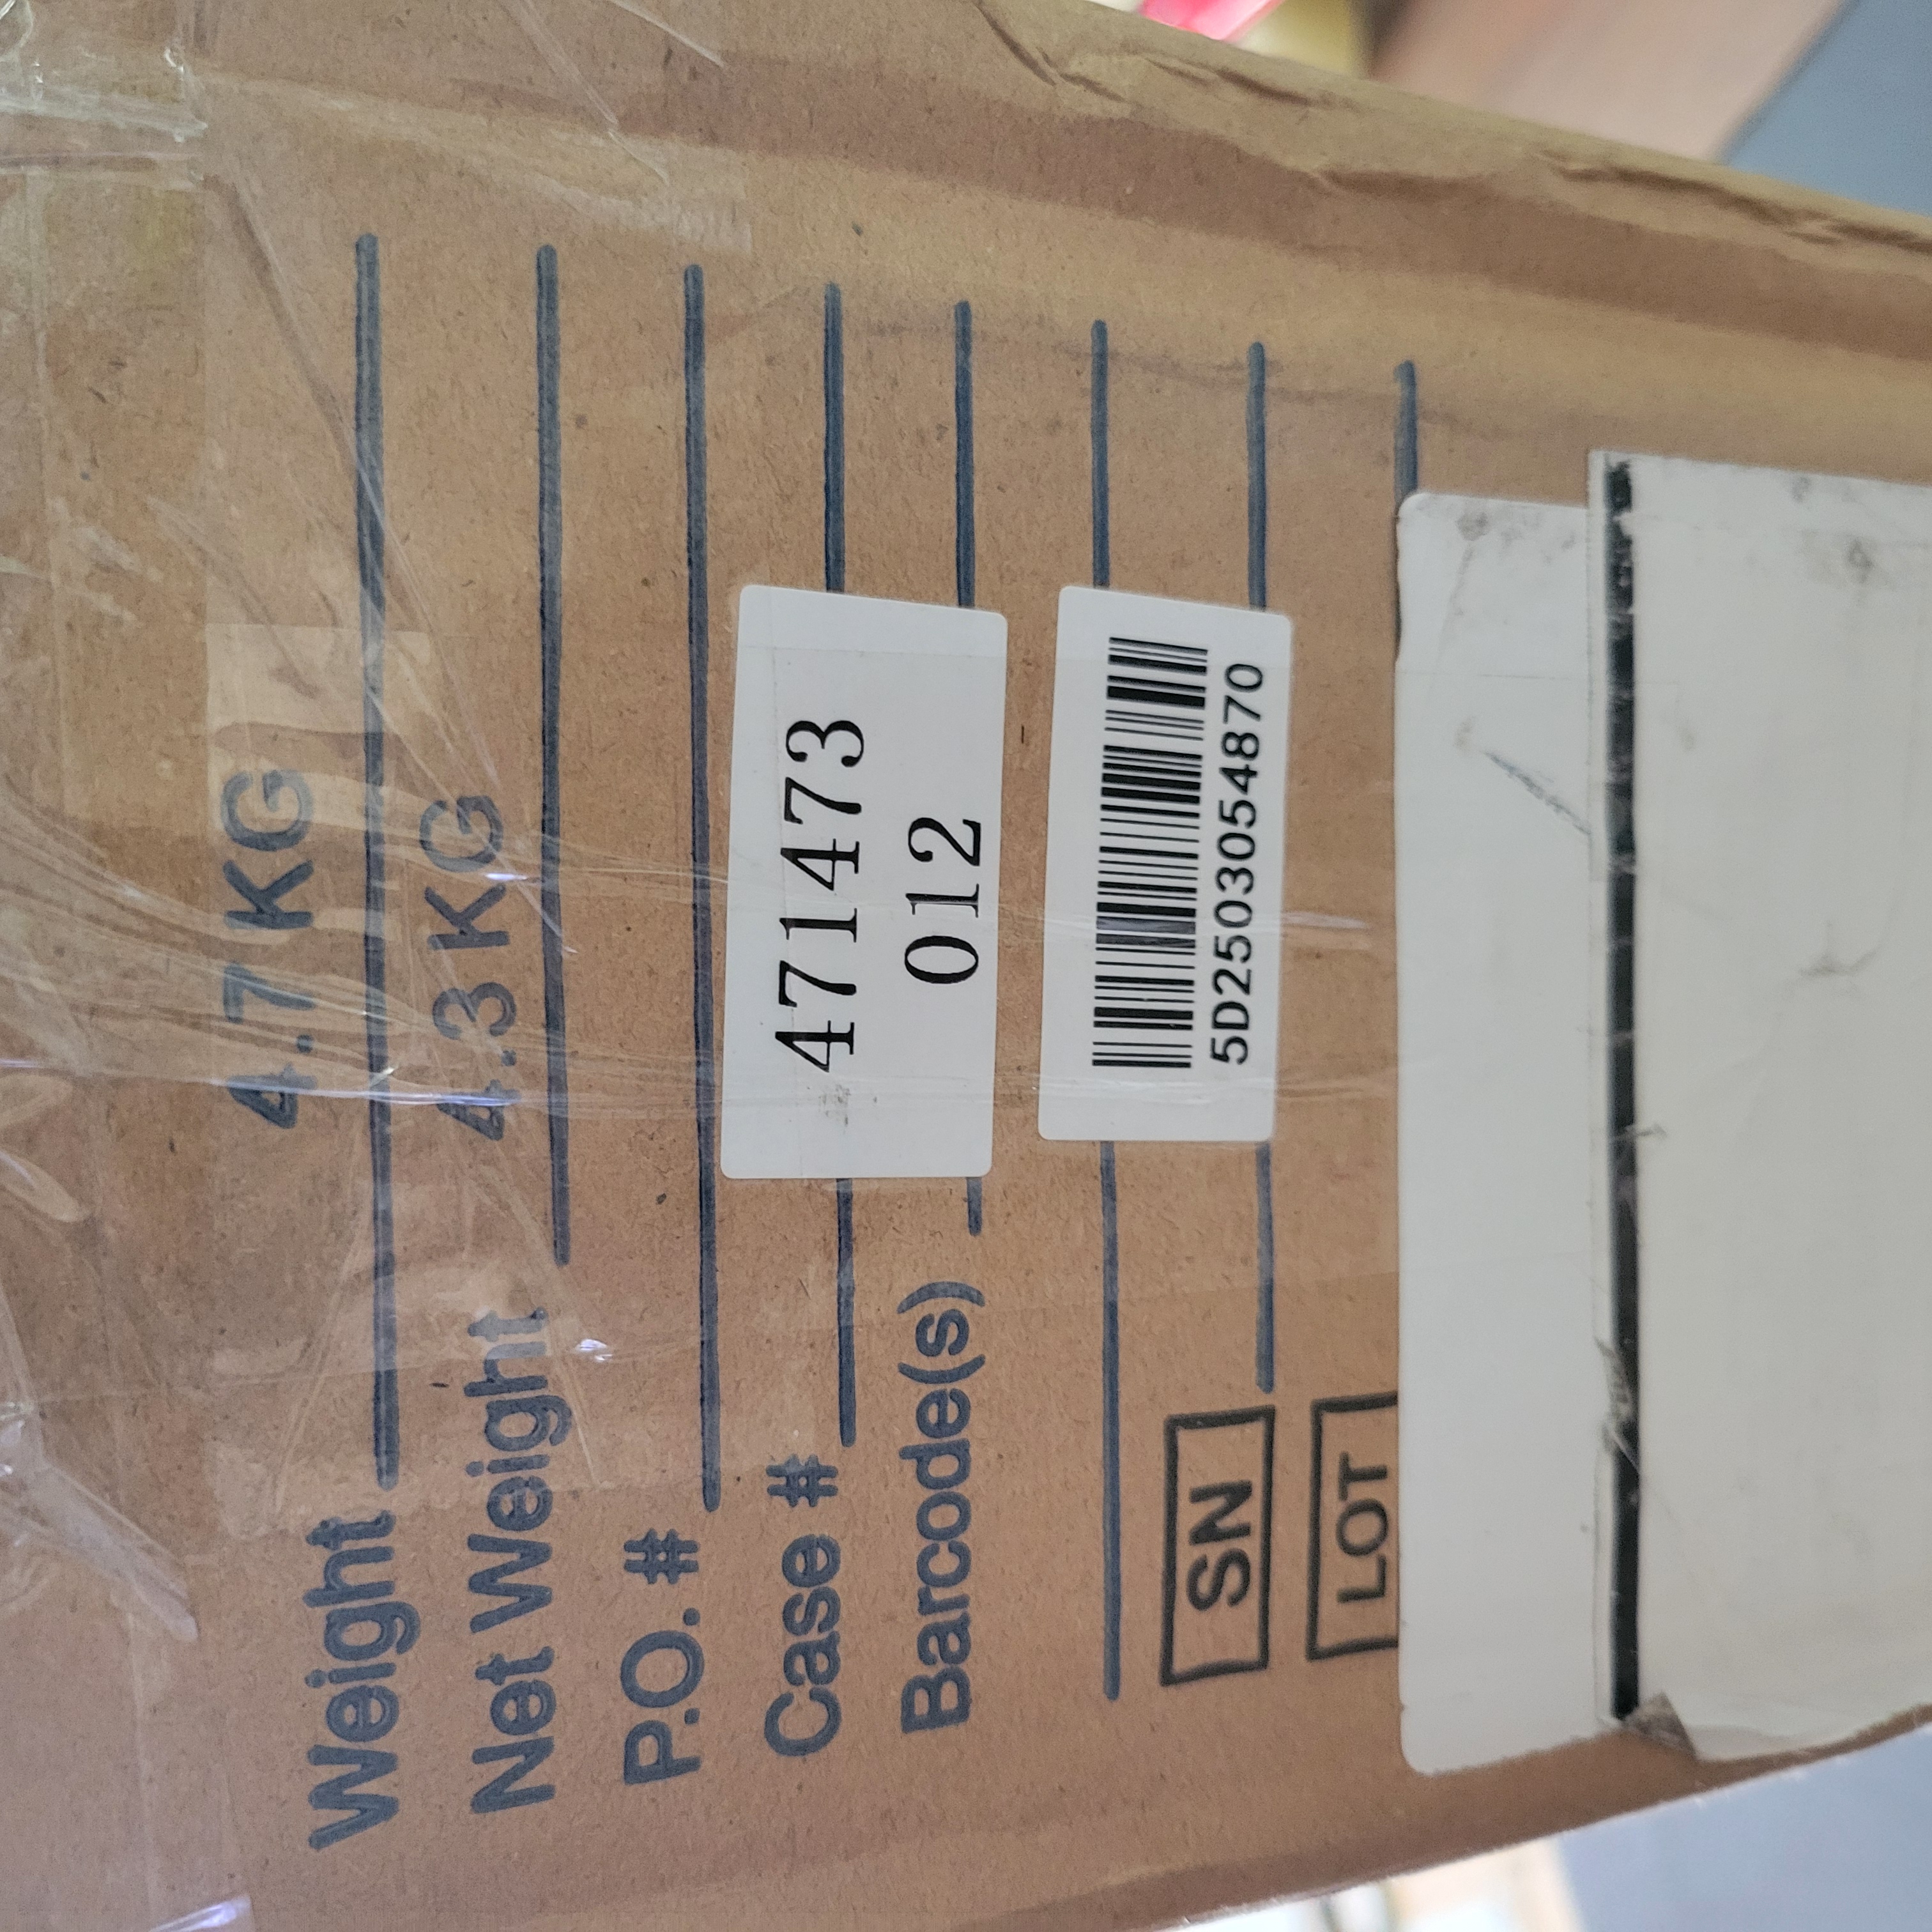 Weight 4.7 KG
Net Weight 4.3 KG
P.O. #
Case # 471473
Barcode(s) 012
5D2503054870
SN
LOT